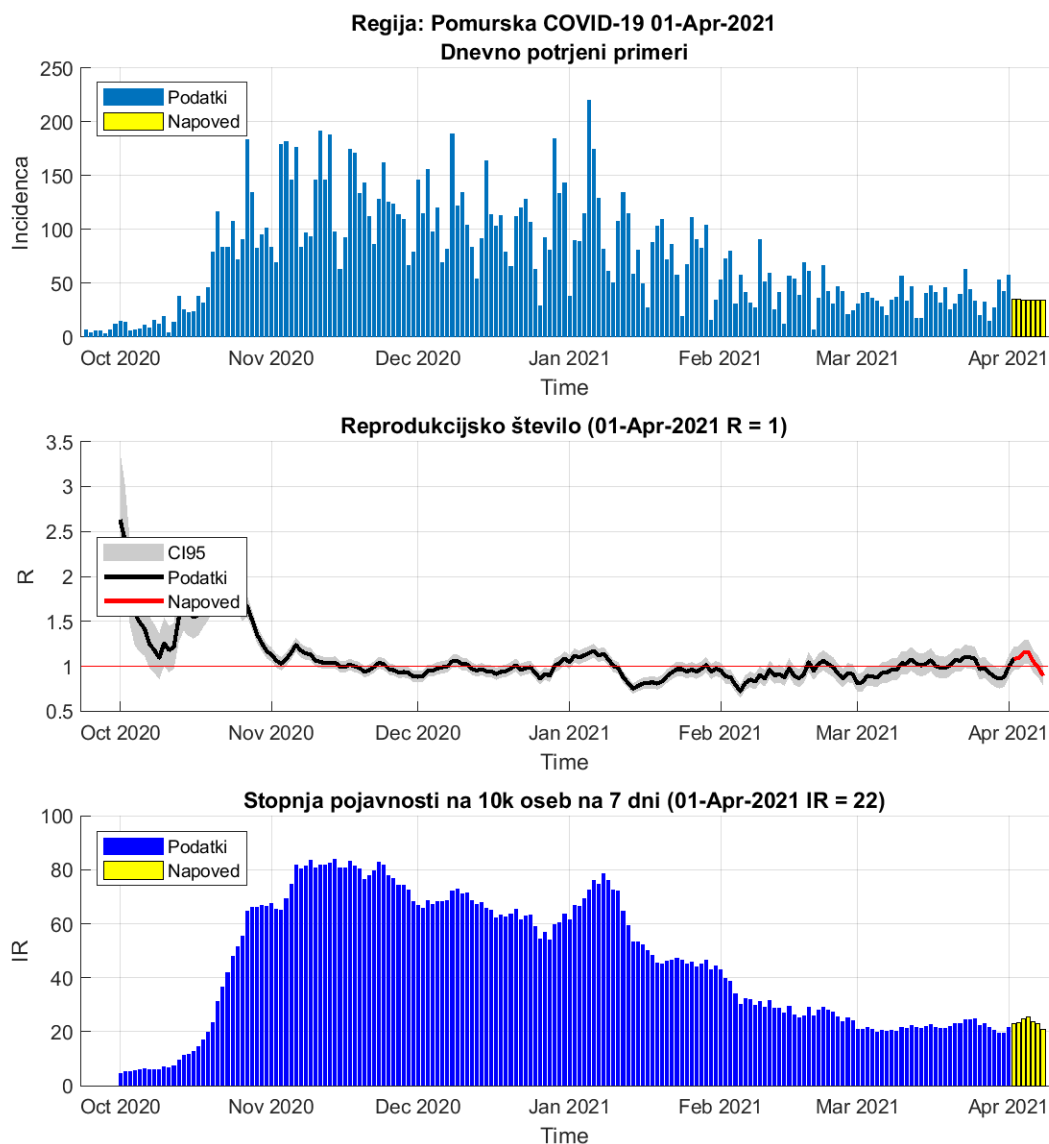 Regija: Pomurska COVID-19 01-Apr-2021
Dnevno potrjeni primeri
250
200
150
100
50
0
Incidenca
Podatki
Napoved
Oct 2020 Nov 2020 Dec 2020 Jan 2021 Feb 2021 Mar 2021 Apr 2021
Time
Reprodukcijsko število (01-Apr-2021 R = 1)
3.5
3
2.5
2
1.5
1
0.5
R
CI95
Podatki
Napoved
Oct 2020 Nov 2020 Dec 2020 Jan 2021 Feb 2021 Mar 2021 Apr 2021
Time
Stopnja pojavnosti na 10k oseb na 7 dni (01-Apr-2021 IR = 22)
100
80
60
40
20
0
IR
Podatki
Napoved
Oct 2020 Nov 2020 Dec 2020 Jan 2021 Feb 2021 Mar 2021 Apr 2021
Time